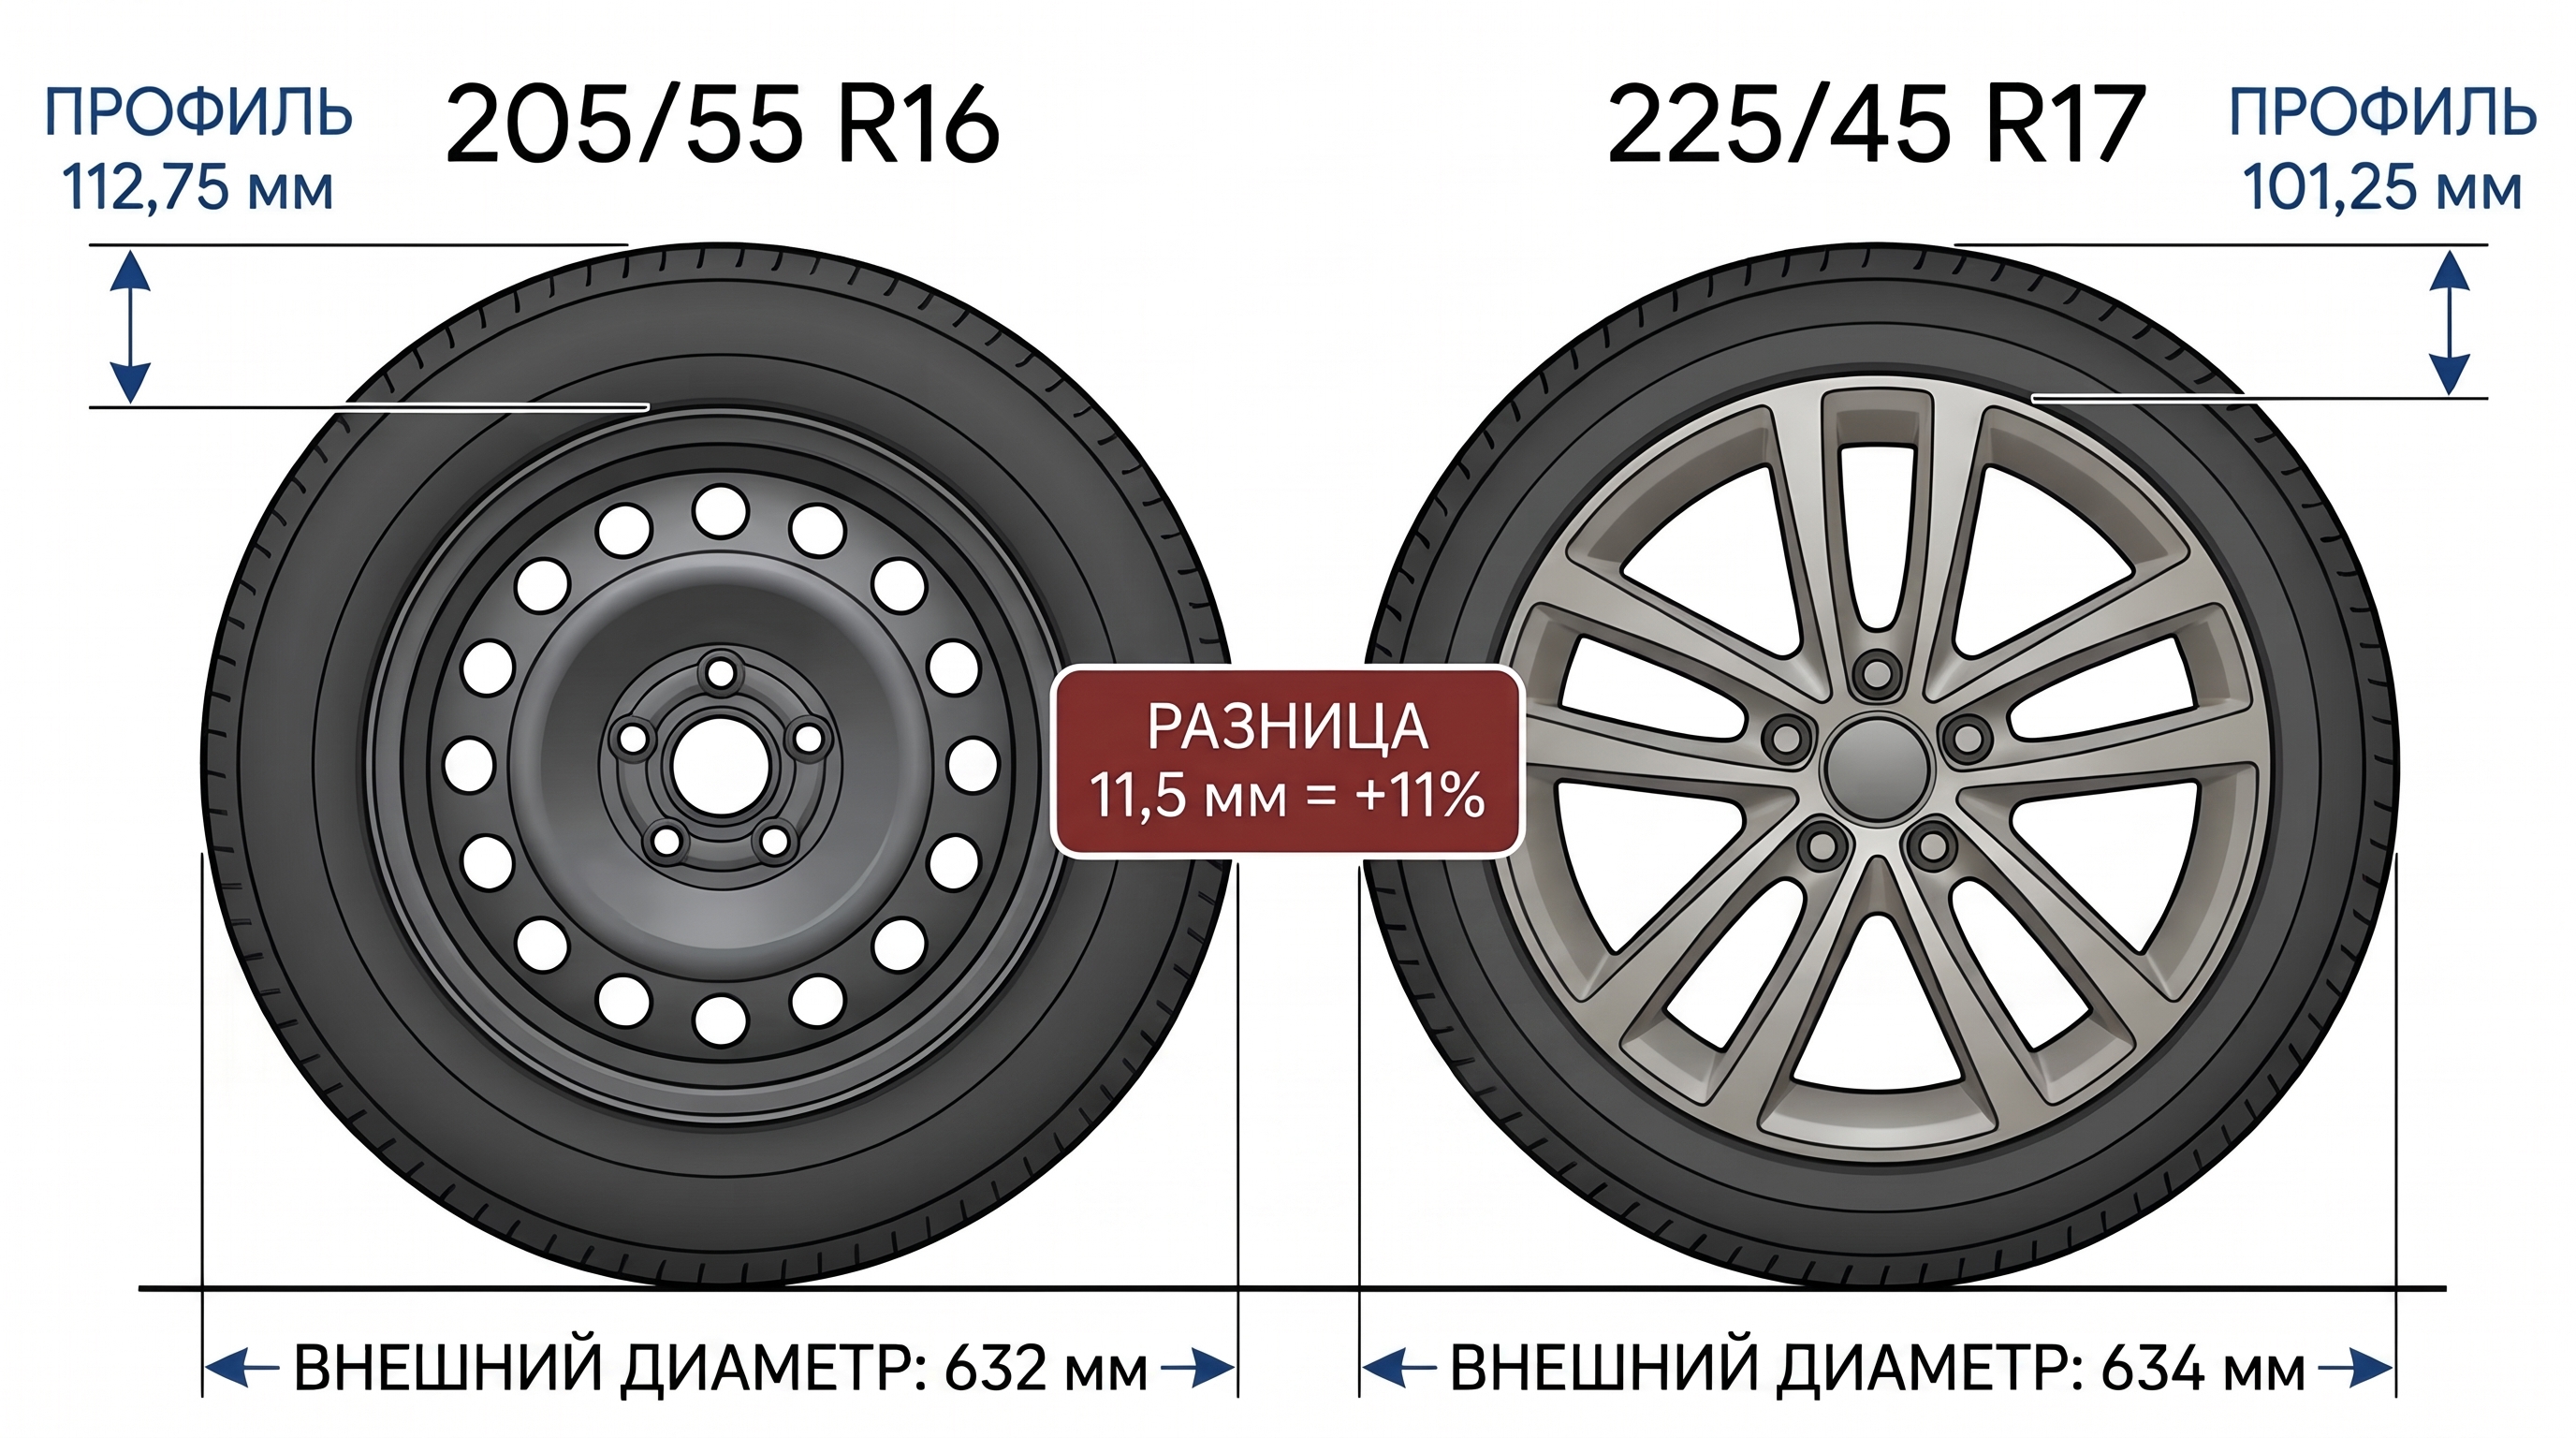 ПРОФИЛЬ
112,75 мм
205/55 R16
225/45 R17
ПРОФИЛЬ
101,25 мм
РАЗНИЦА
11,5 мм = +11%
ВНЕШНИЙ ДИАМЕТР: 632 мм
ВНЕШНИЙ ДИАМЕТР: 634 мм